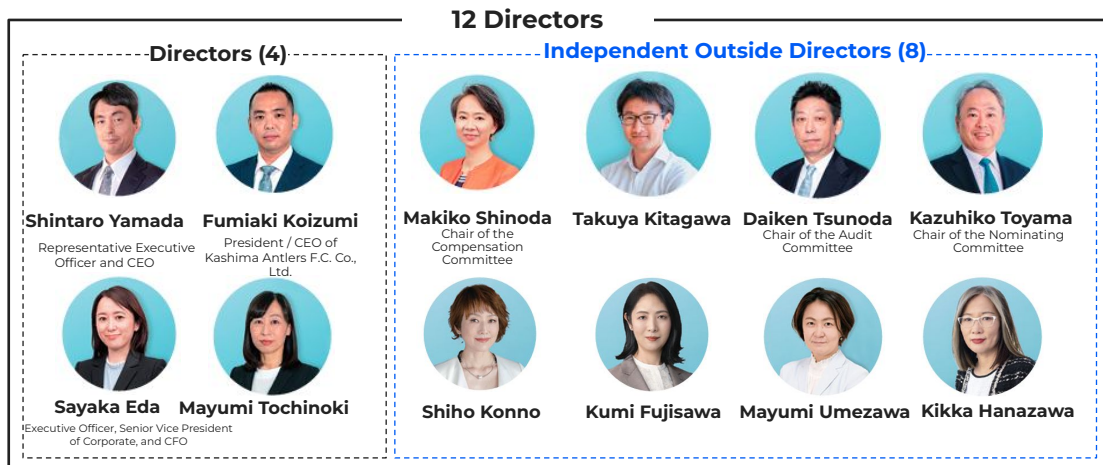 12 Directors
Directors (4)
Independent Outside Directors (8)
Shintaro Yamada
Representative Executive
Officer and CEO
Fumiaki Koizumi
President / CEO of
Kashima Antlers F.C. Co.,
Ltd.
Makiko Shinoda
Chair of the
Compensation
Committee
Takuya Kitagawa
Daiken Tsunoda
Chair of the Audit
Committee
Kazuhiko Toyama
Chair of the Nominating
Committee
Sayaka Eda
Executive Officer, Senior Vice President
of Corporate, and CFO
Mayumi Tochinoki
Shiho Konno
Kumi Fujisawa
Mayumi Umezawa
Kikka Hanazawa